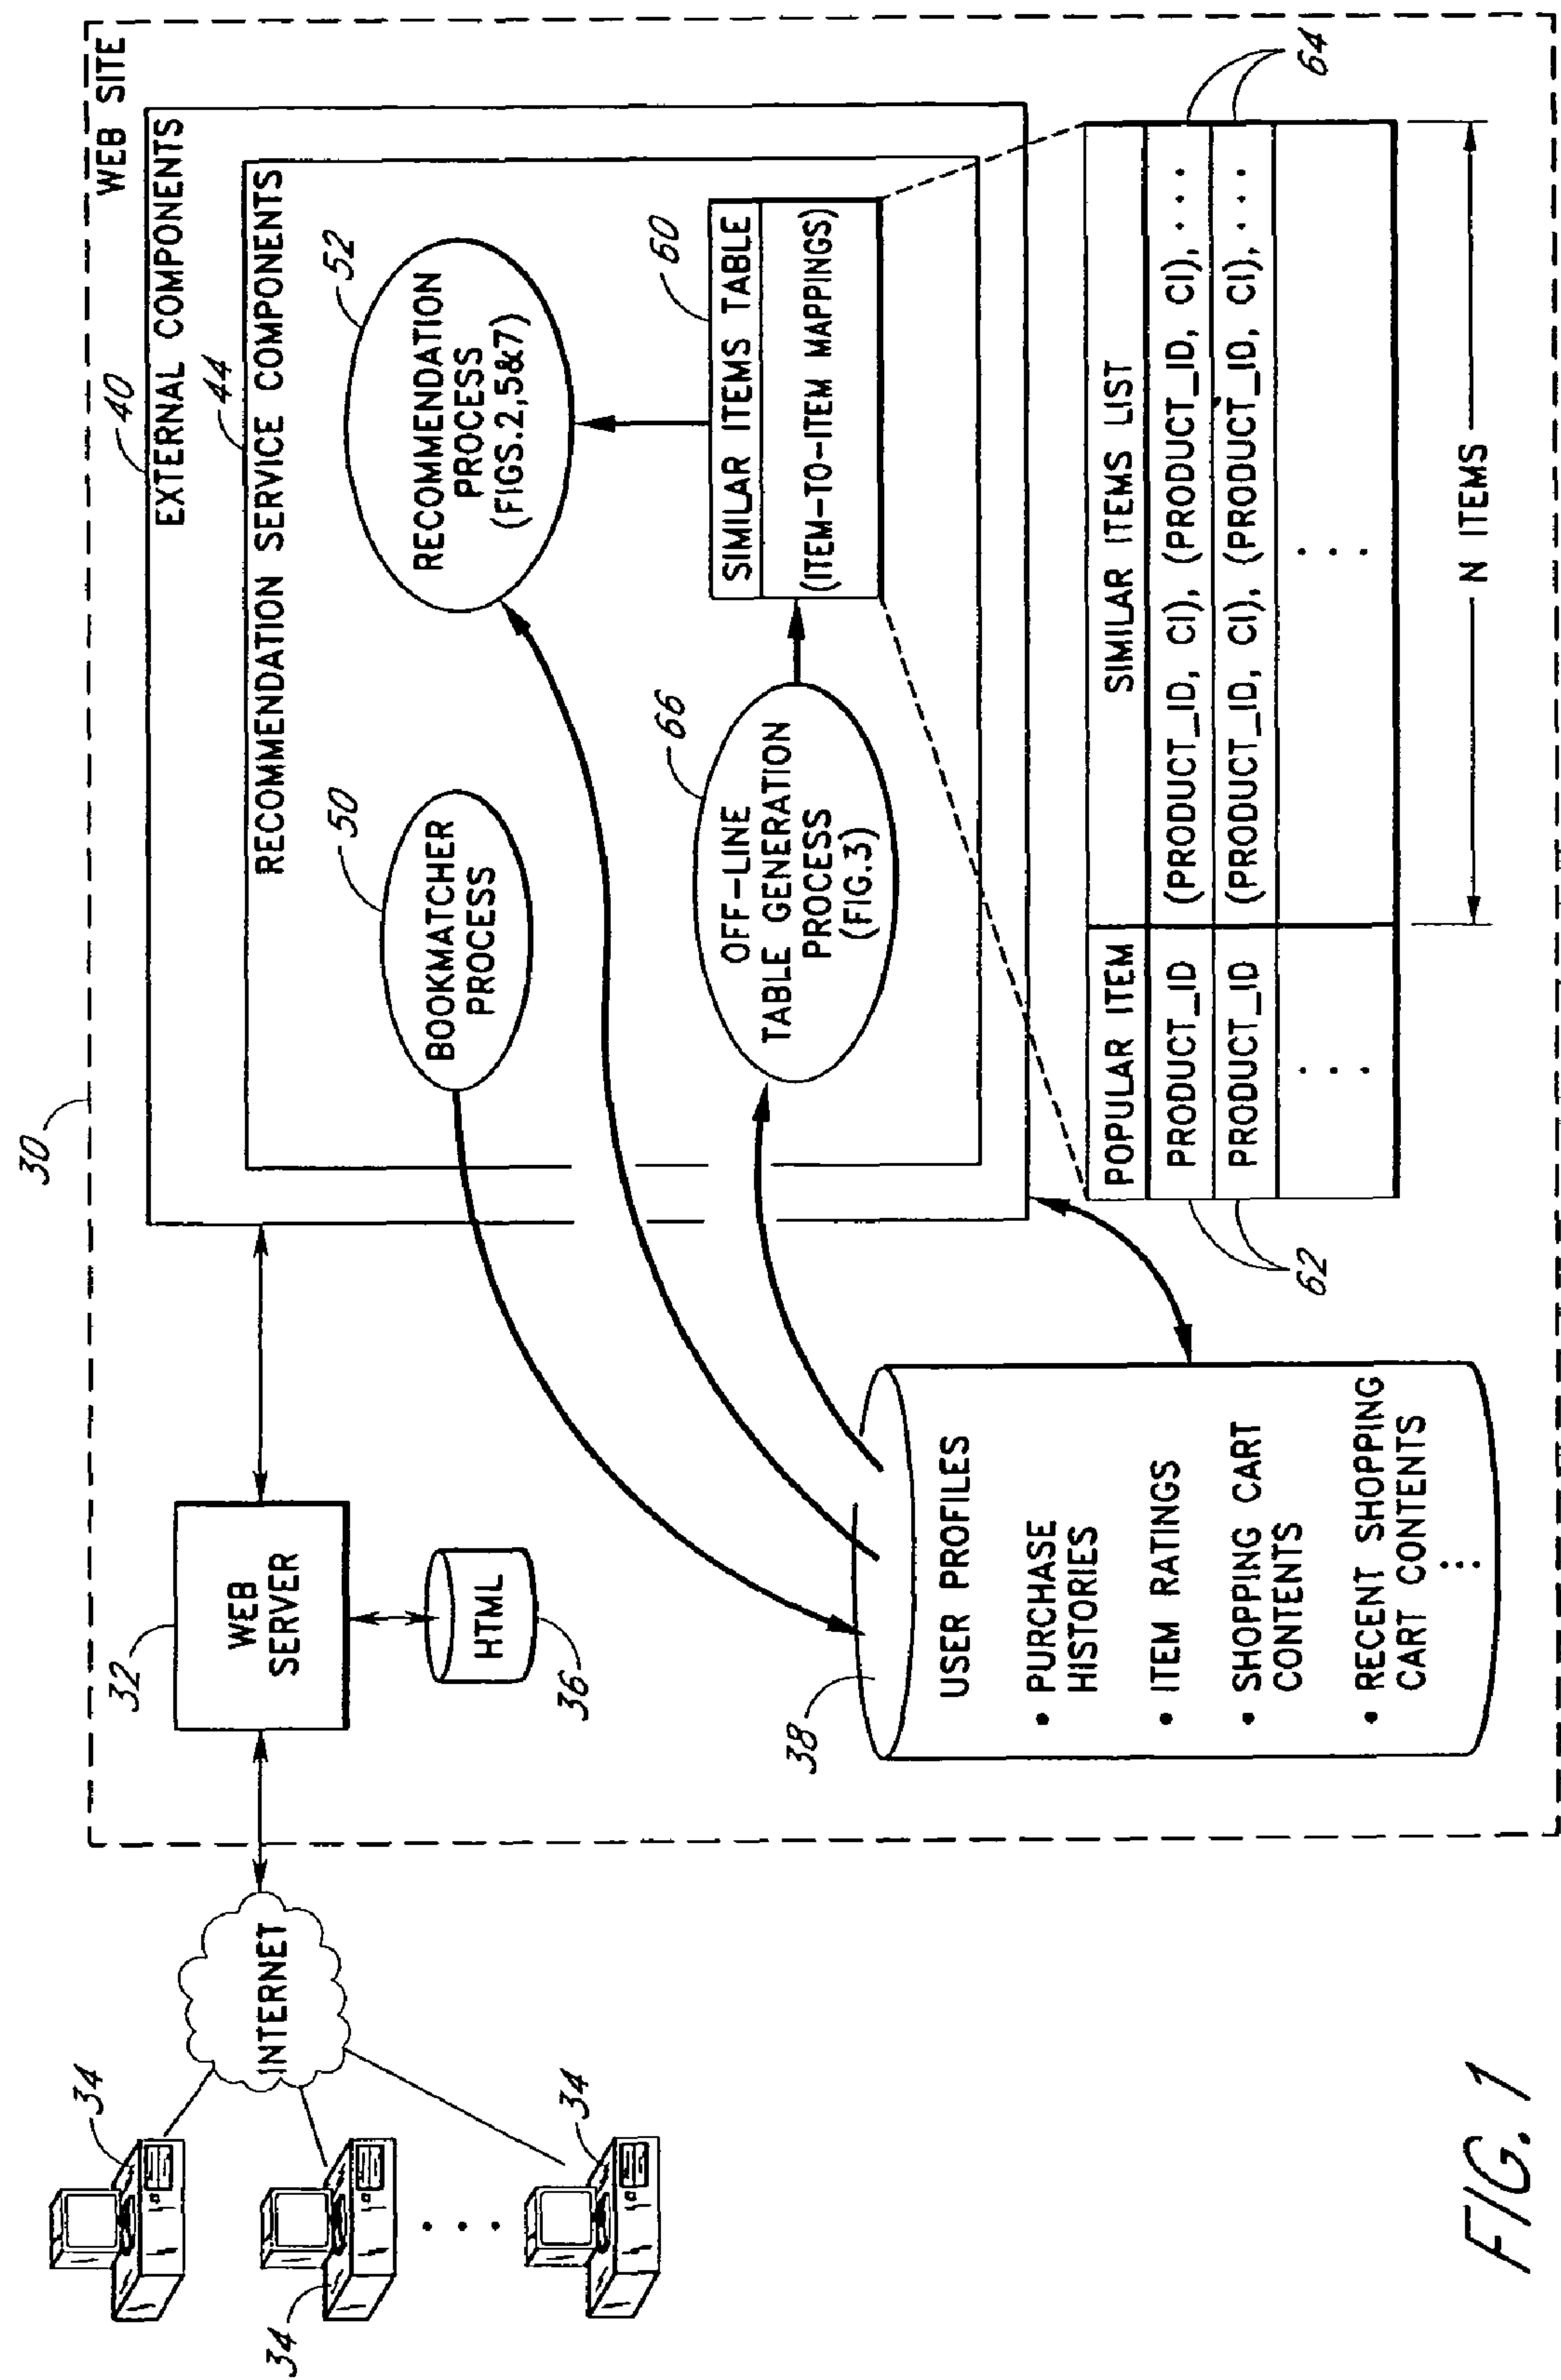 30
WEB SITE
40
EXTERNAL COMPONENTS
44
RECOMMENDATION SERVICE COMPONENTS
34
34
34
INTERNET
32
WEB
SERVER
HTML
36
50
BOOKMATCHER
PROCESS
52
RECOMMENDATION
PROCESS
(FIGS.2,5&7)
66
OFF-LINE
TABLE GENERATION
PROCESS
(FIG.3)
60
SIMILAR ITEMS TABLE
(ITEM-TO-ITEM MAPPINGS)
38
USER PROFILES
• PURCHASE
HISTORIES
• ITEM RATINGS
• SHOPPING CART
CONTENTS
• RECENT SHOPPING
CART CONTENTS
POPULAR ITEM
SIMILAR ITEMS LIST
PRODUCT_ID
(PRODUCT_ID, CI), (PRODUCT_ID, CI), ...
PRODUCT_ID
(PRODUCT_ID, CI), (PRODUCT_ID, CI), ...
62
64
N ITEMS
FIG. 1